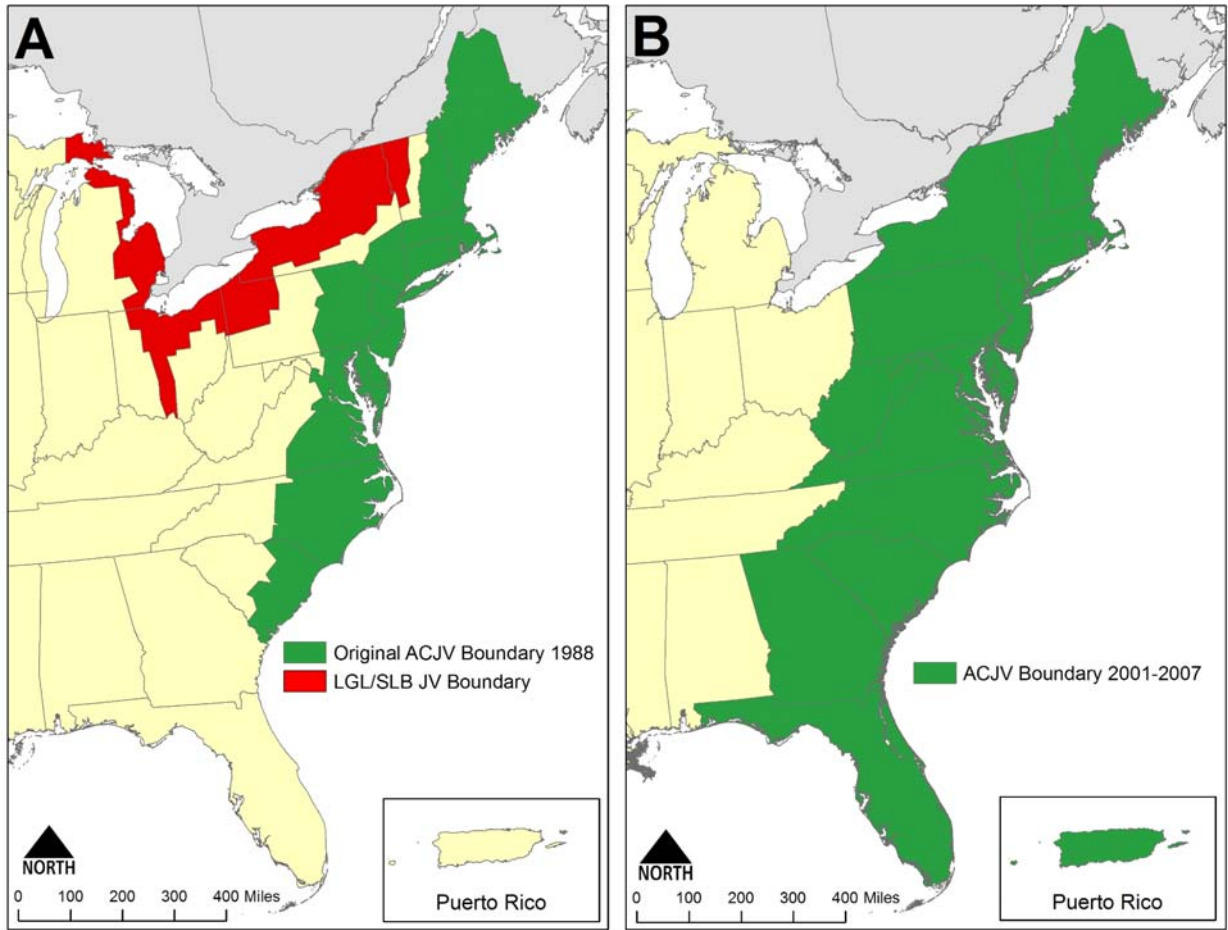 A
Original ACJV Boundary 1988
LGL/SLB JV Boundary
NORTH
0 100 200 300 400 Miles
Puerto Rico
B
ACJV Boundary 2001-2007
NORTH
0 100 200 300 400 Miles
Puerto Rico